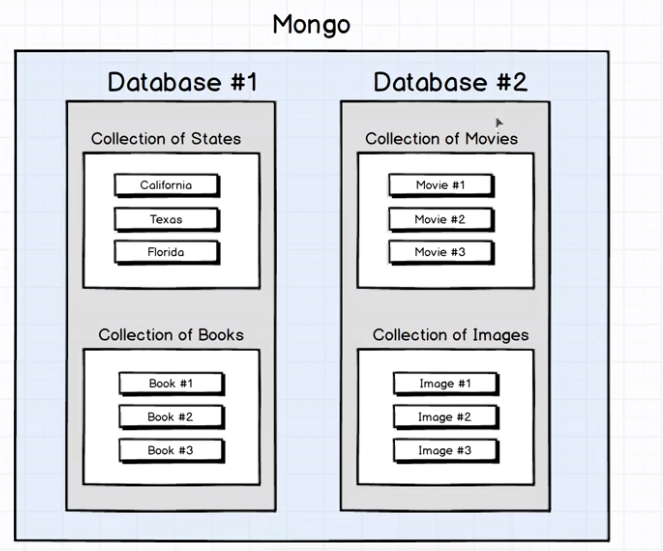 Mongo
Database #1
Collection of States
California
Texas
Florida
Collection of Books
Book #1
Book #2
Book #3
Database #2
Collection of Movies
Movie #1
Movie #2
Movie #3
Collection of Images
Image #1
Image #2
Image #3